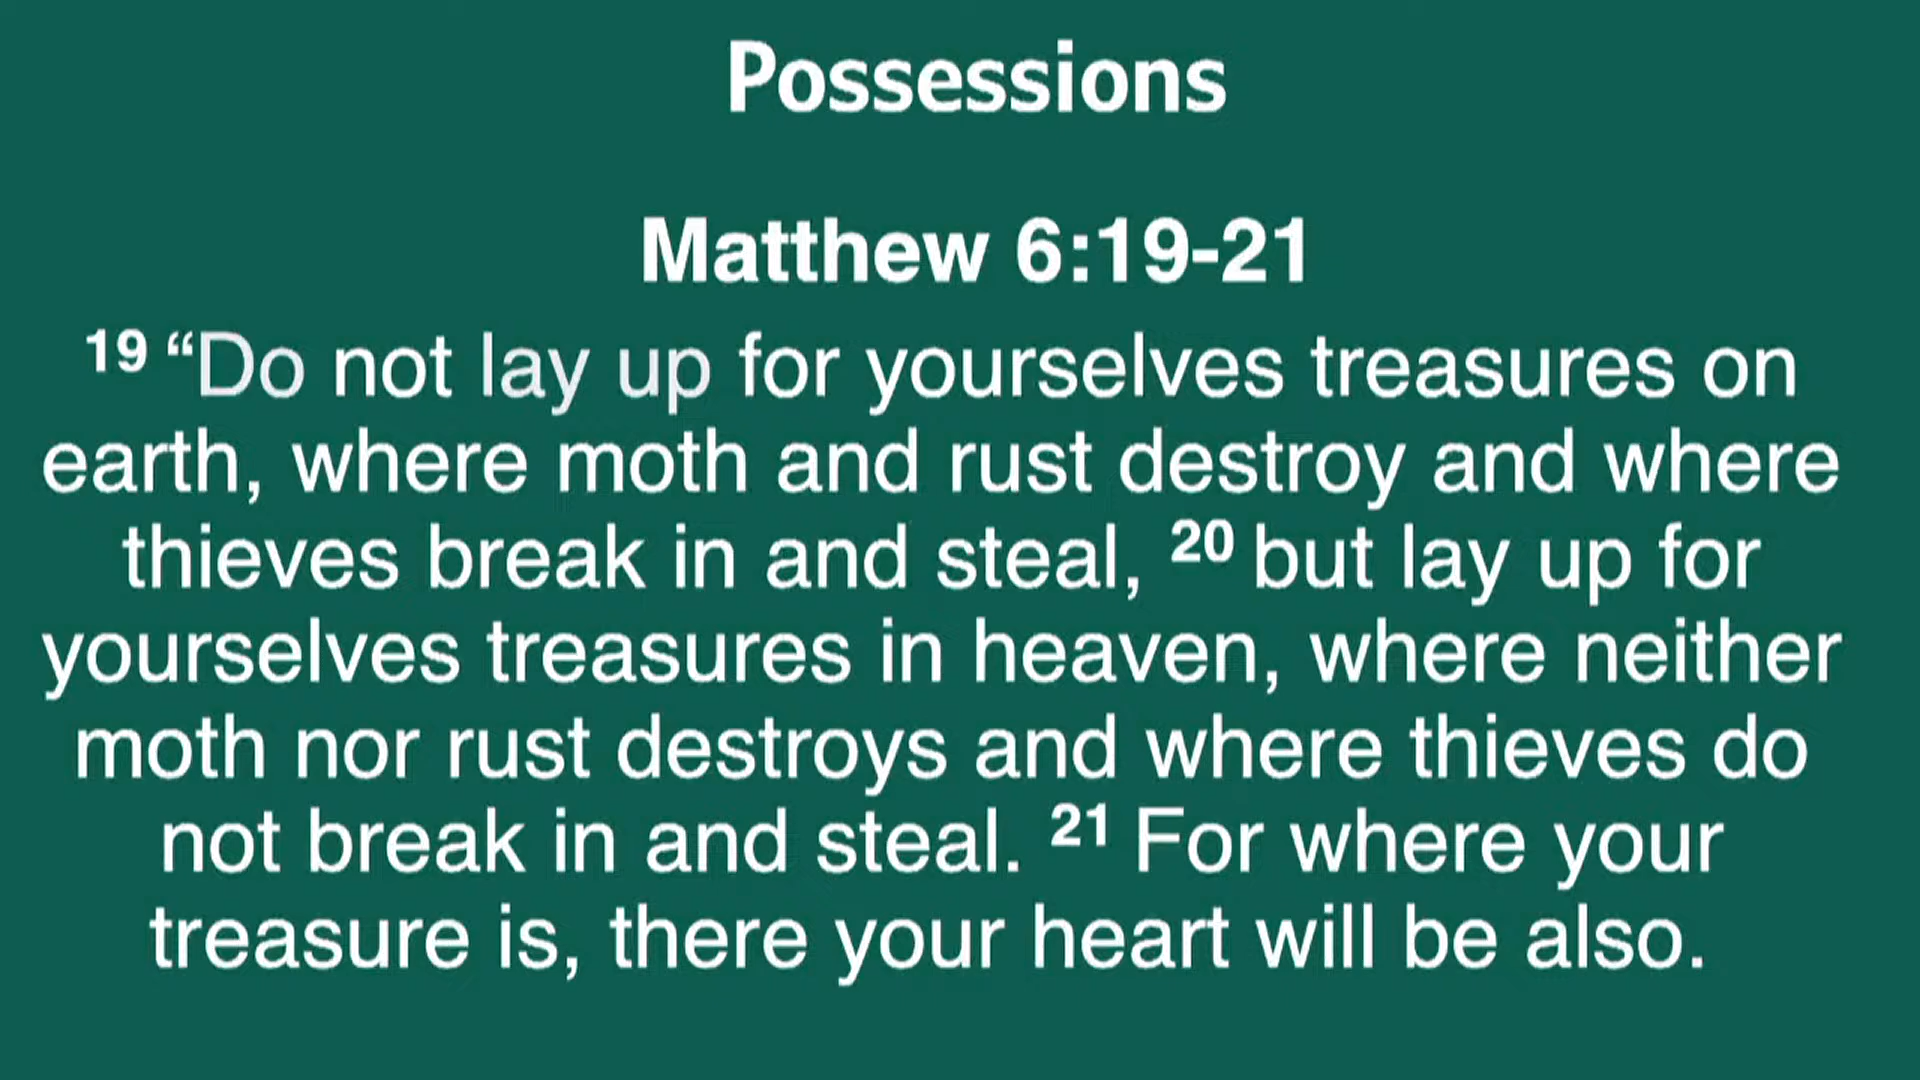 Possessions
Matthew 6:19-21
19 “Do not lay up for yourselves treasures on
earth, where moth and rust destroy and where
thieves break in and steal, 20 but lay up for
yourselves treasures in heaven, where neither
moth nor rust destroys and where thieves do
not break in and steal. 21 For where your
treasure is, there your heart will be also.